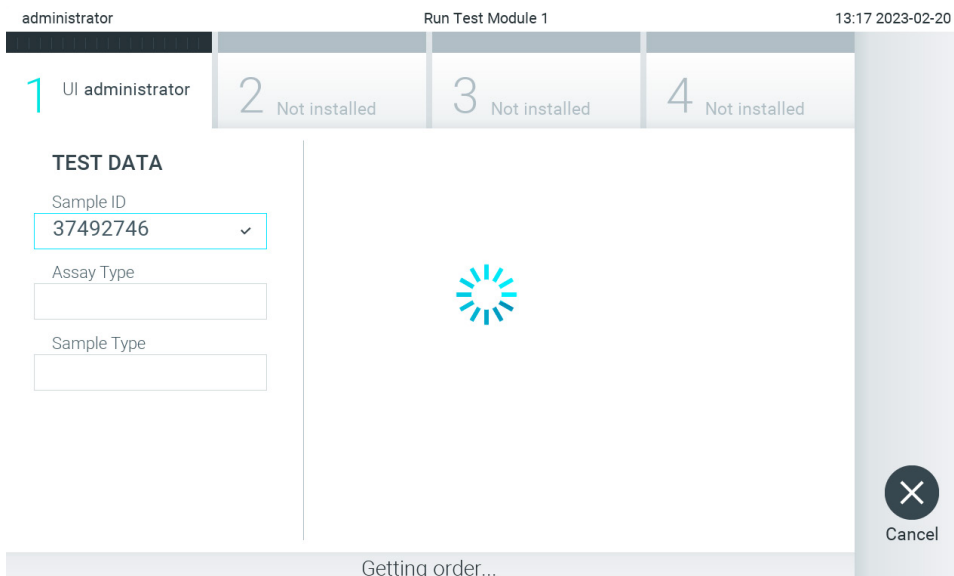 administrator Run Test Module 1 13:17 2023-02-20
1 UI administrator 2 Not installed 3 Not installed 4 Not installed
TEST DATA
Sample ID
37492746
Assay Type
Sample Type
Cancel
Getting order...